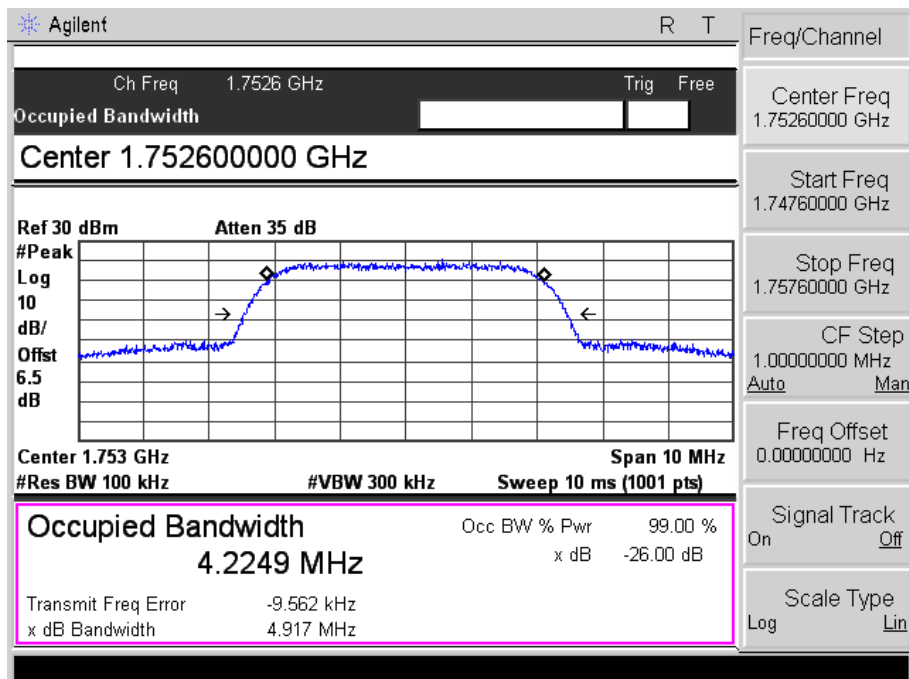 Agilent R T
Ch Freq 1.7526 GHz Trig Free
Occupied Bandwidth
Center 1.752600000 GHz
Ref 30 dBm Atten 35 dB
#Peak
Log
10
dB/
Offst
6.5
dB
Center 1.753 GHz Span 10 MHz
#Res BW 100 kHz #VBW 300 kHz Sweep 10 ms (1001 pts)
Occupied Bandwidth
4.2249 MHz
Occ BW % Pwr 99.00 %
x dB -26.00 dB
Transmit Freq Error -9.562 kHz
x dB Bandwidth 4.917 MHz
Freq/Channel
Center Freq
1.75260000 GHz
Start Freq
1.74760000 GHz
Stop Freq
1.75760000 GHz
CF Step
1.00000000 MHz
Auto Man
Freq Offset
0.00000000 Hz
Signal Track
On Off
Scale Type
Log Lin